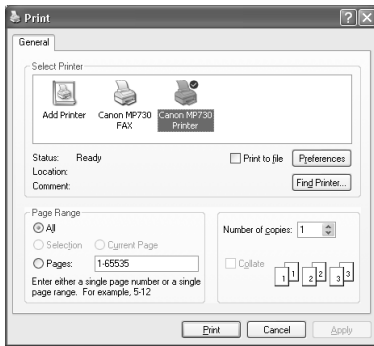 Print
General
Select Printer
Add Printer
Canon MP730 FAX
Canon MP730 Printer
Status: Ready
Location:
Comment:
Print to file
Preferences
Find Printer...
Page Range
All
Selection
Current Page
Pages: 1-65535
Enter either a single page number or a single
page range. For example, 5-12
Number of copies: 1
Collate
1 1 2 2 3 3
Print
Cancel
Apply